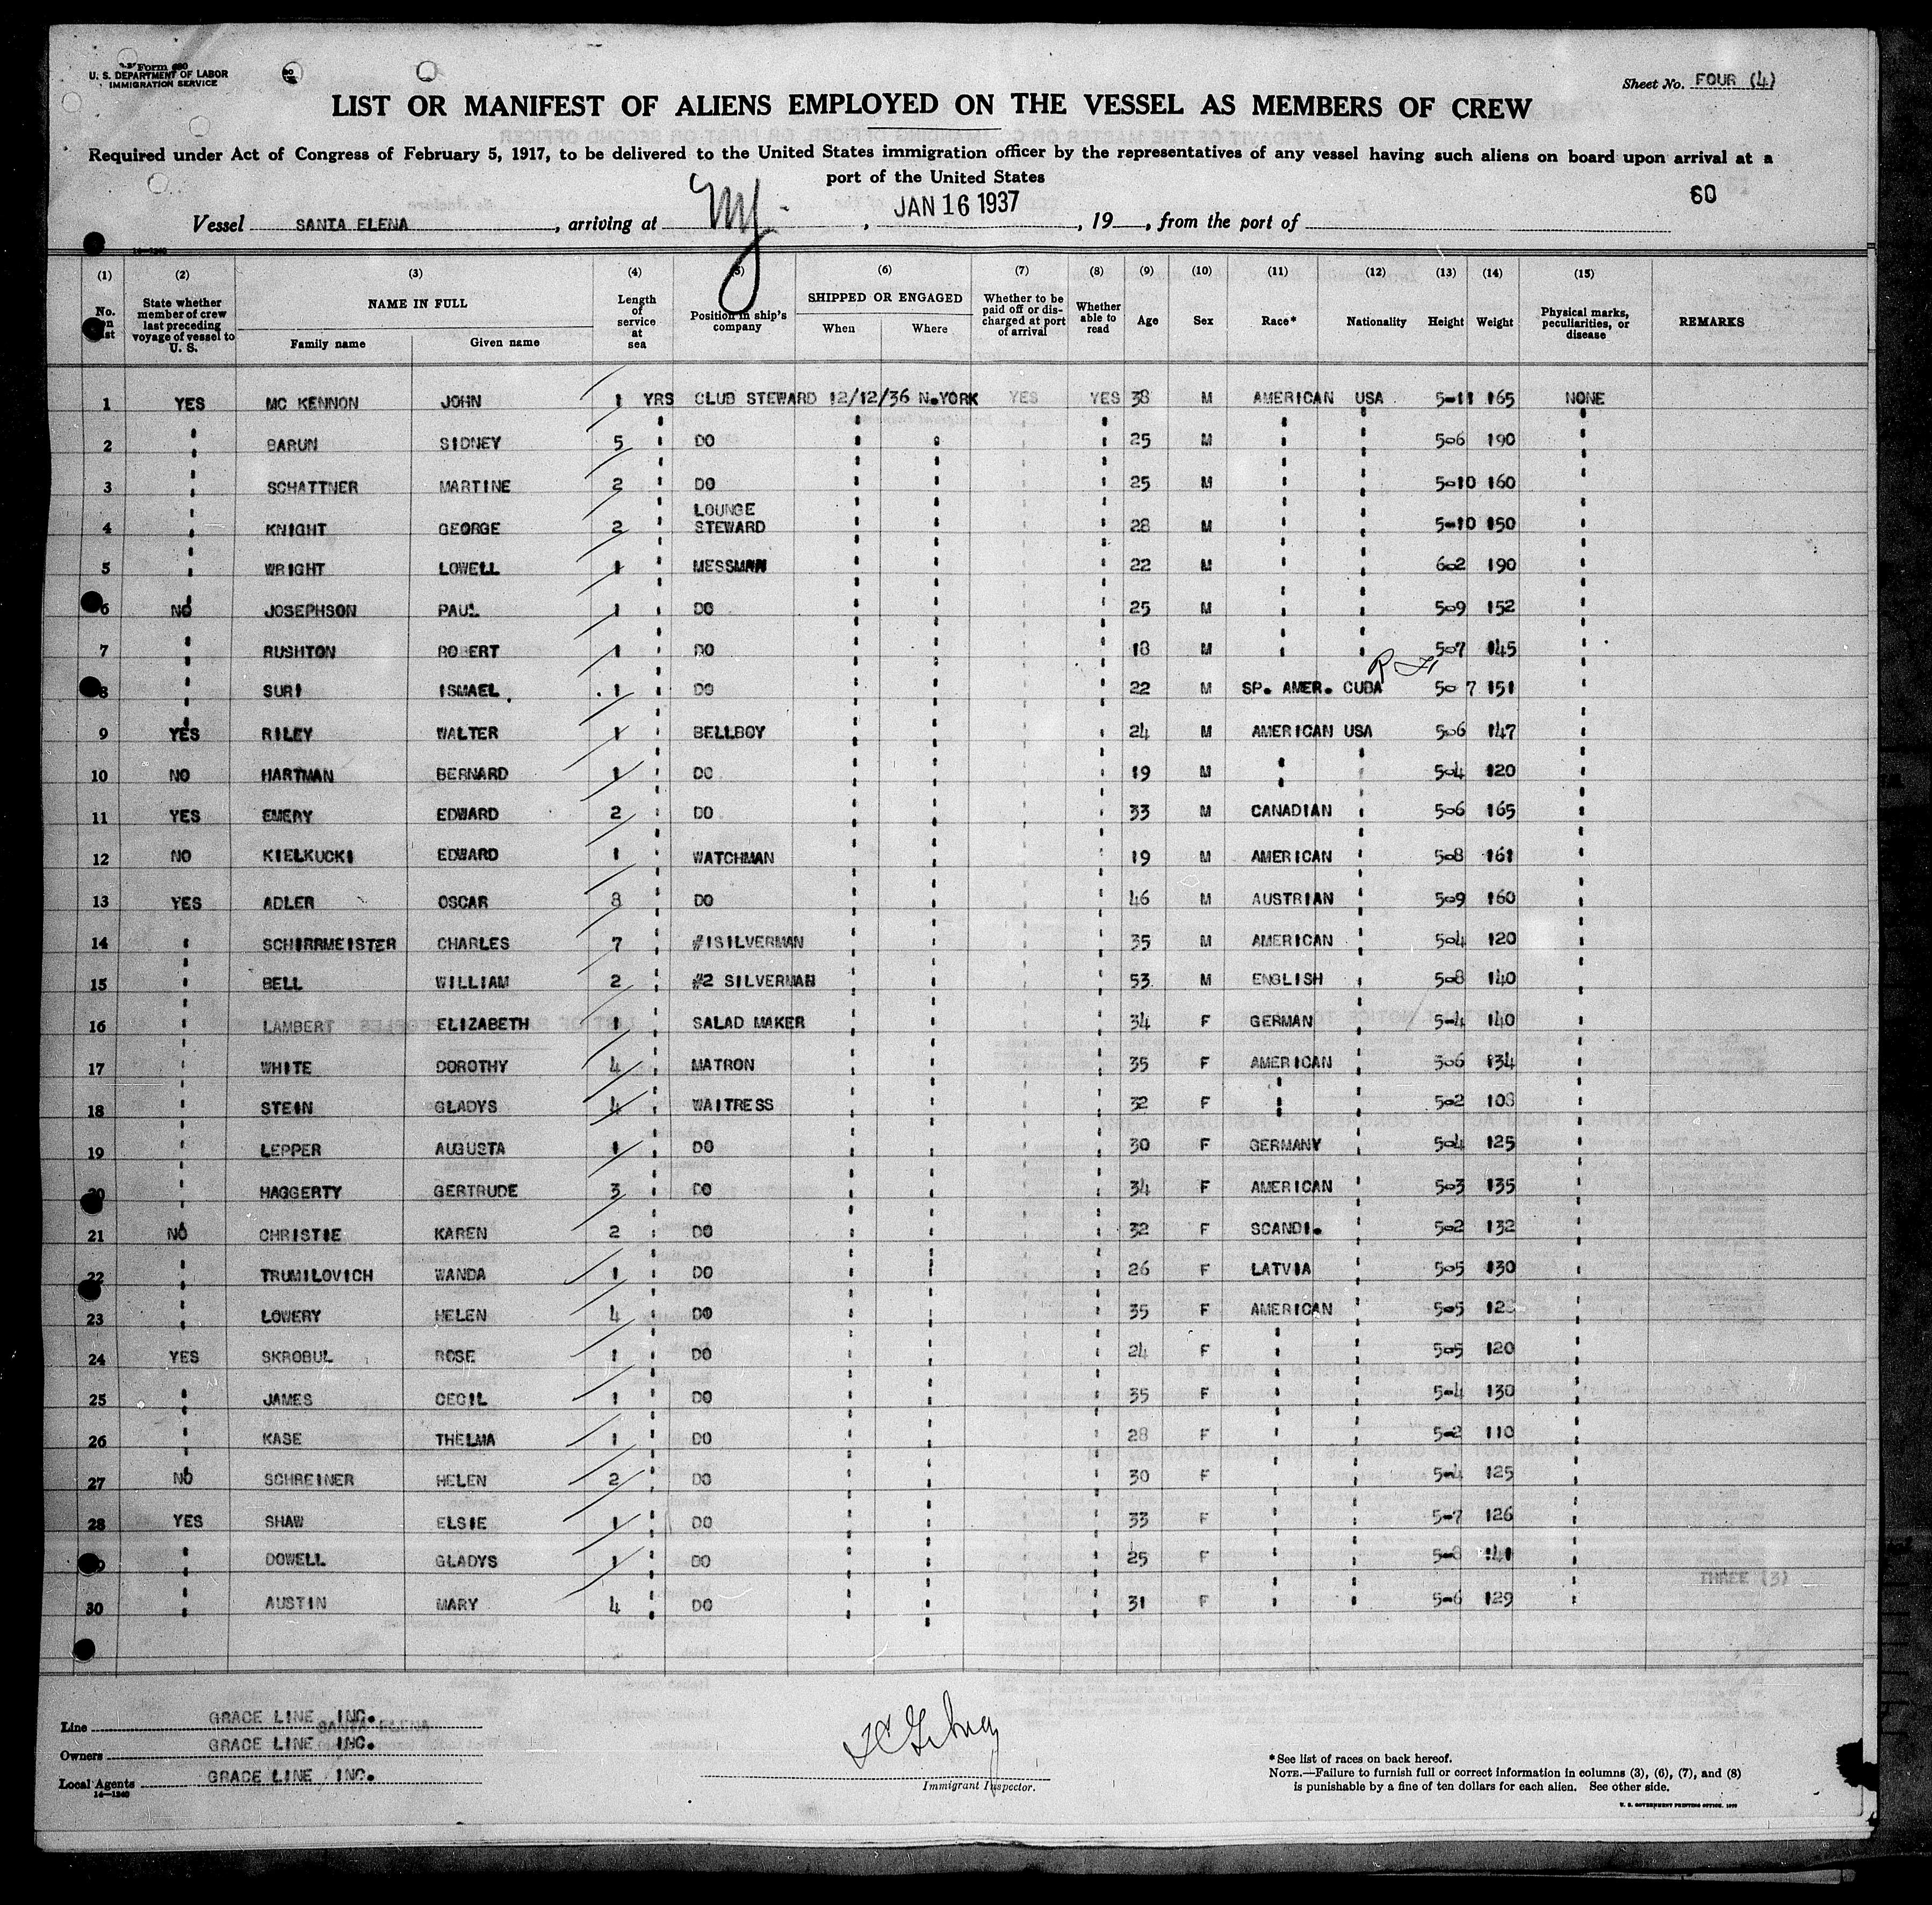 Form 680
U. S. DEPARTMENT OF LABOR
IMMIGRATION SERVICE
Sheet No. FOUR (4)
LIST OR MANIFEST OF ALIENS EMPLOYED ON THE VESSEL AS MEMBERS OF CREW
Required under Act of Congress of February 5, 1917, to be delivered to the United States immigration officer by the representatives of any vessel having such aliens on board upon arrival at a
port of the United States
60
Vessel SANTA ELENA, arriving at NY, JAN 16 1937, 19__, from the port of
(1) (2) (3) (4) (5) (6) (7) (8) (9) (10) (11) (12) (13) (14) (15)
No. on list State whether member of crew last preceding voyage of vessel to U. S. NAME IN FULL Family name Given name Length of service at sea Position in ship's company SHIPPED OR ENGAGED When Where Whether to be paid off or discharged at port of arrival Whether able to read Age Sex Race* Nationality Height Weight Physical marks, peculiarities, or disease REMARKS
1 YES MC KENNON JOHN 1 YRS CLUB STEWARD 12/12/36 N.YORK YES YES 38 M AMERICAN USA 5-11 165 NONE
2 " BARUN SIDNEY 5 " DO " " " " 25 M " " 5-6 190 "
3 " SCHATTNER MARTINE 2 " DO " " " " 25 M " " 5-10 160 "
4 " KNIGHT GEORGE 2 " LOUNGE STEWARD " " " " 28 M " " 5-10 150 "
5 " WRIGHT LOWELL 1 " MESSMAN " " " " 22 M " " 6-2 190 "
6 NO JOSEPHSON PAUL 1 " DO " " " " 25 M " " 5-9 152 "
7 " RUSHTON ROBERT 1 " DO " " " " 18 M " " 5-7 145 "
8 " SURI ISMAEL 1 " DO " " " " 22 M SP. AMER. CUBA 5-7 151 "
9 YES RILEY WALTER 1 " BELLBOY " " " " 24 M AMERICAN USA 5-6 147 "
10 NO HARTMAN BERNARD 1 " DO " " " " 19 M " " 5-4 120 "
11 YES EMERY EDWARD 2 " DO " " " " 33 M CANADIAN " 5-6 165 "
12 NO KIELKUCKI EDWARD 1 " WATCHMAN " " " " 19 M AMERICAN " 5-8 161 "
13 YES ADLER OSCAR 8 " DO " " " " 46 M AUSTRIAN " 5-9 160 "
14 " SCHIRRMEISTER CHARLES 7 " #1SILVERMAN " " " " 35 M AMERICAN " 5-4 120 "
15 " BELL WILLIAM 2 " #2 SILVERMAN " " " " 53 M ENGLISH " 5-8 140 "
16 " LAMBERT ELIZABETH 1 " SALAD MAKER " " " " 34 F GERMAN " 5-4 140 "
17 " WHITE DOROTHY 4 " MATRON " " " " 35 F AMERICAN " 5-6 134 "
18 " STEIN GLADYS 4 " WAITRESS " " " " 32 F " " 5-2 108 "
19 " LEPPER AUGUSTA 1 " DO " " " " 30 F GERMANY " 5-4 125 "
20 " HAGGERTY GERTRUDE 3 " DO " " " " 34 F AMERICAN " 5-3 135 "
21 NO CHRISTIE KAREN 2 " DO " " " " 32 F SCANDI. " 5-2 132 "
22 " TRUMILOVICH WANDA 1 " DO " " " " 26 F LATVIA " 5-5 130 "
23 " LOWERY HELEN 4 " DO " " " " 35 F AMERICAN " 5-5 "
24 YES SKROBUL ROSE 1 " DO " " " " 24 F " " 5-5 120 "
25 " JAMES CECIL 1 " DO " " " " 35 F " " 5-4 130 "
26 " KASE THELMA 1 " DO " " " " 28 F " " 5-2 110 "
27 NO SCHREINER HELEN 2 " DO " " " " 30 F " " 5-4 125 "
28 YES SHAW ELSIE 1 " DO " " " " 33 F " " 5-7 126 "
29 " DOWELL GLADYS 1 " DO " " " " 25 F " " 5-8 141 "
30 " AUSTIN MARY 4 " DO " " " " 31 F " " 5-6 129 "
THREE (3)
Line GRACE LINE INC.
SANTA ELENA
Owners GRACE LINE INC.
Local Agents GRACE LINE INC.
14—1240
Immigrant Inspector.
*See list of races on back hereof.
NOTE.—Failure to furnish full or correct information in columns (3), (6), (7), and (8)
is punishable by a fine of ten dollars for each alien. See other side.
U. S. GOVERNMENT PRINTING OFFICE